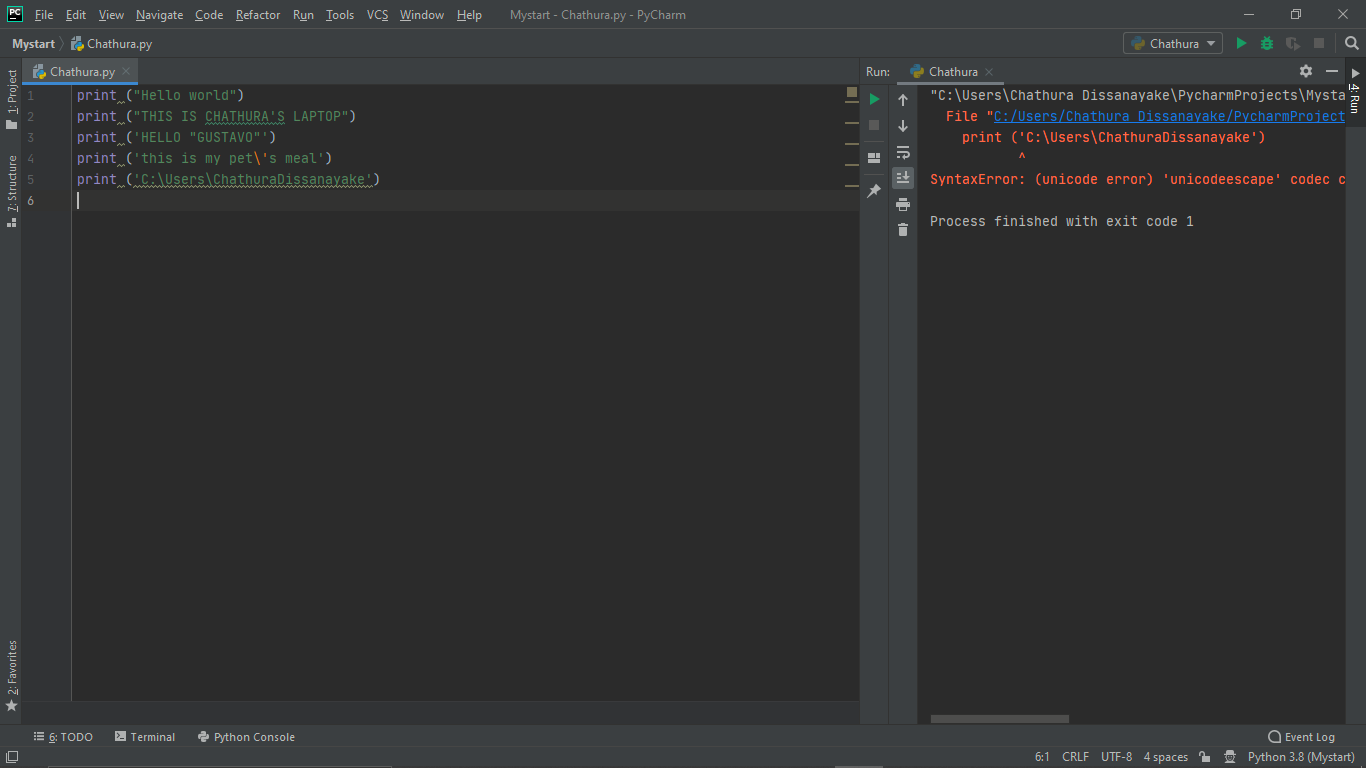 PC File Edit View Navigate Code Refactor Run Tools VCS Window Help Mystart - Chathura.py - PyCharm
Mystart Chathura.py Chathura
Chathura.py
Run: Chathura
1 print ("Hello world")
2 print ("THIS IS CHATHURA'S LAPTOP")
3 print ('HELLO "GUSTAVO"')
4 print ('this is my pet\'s meal')
5 print ('C:\Users\ChathuraDissanayake')
6
"C:\Users\Chathura Dissanayake\PycharmProjects\Mysta
File "C:/Users/Chathura Dissanayake/PycharmProject
print ('C:\Users\ChathuraDissanayake')
^
SyntaxError: (unicode error) 'unicodeescape' codec c
Process finished with exit code 1
1: Project
7: Structure
2: Favorites
4: Run
6: TODO Terminal Python Console Event Log
6:1 CRLF UTF-8 4 spaces Python 3.8 (Mystart)